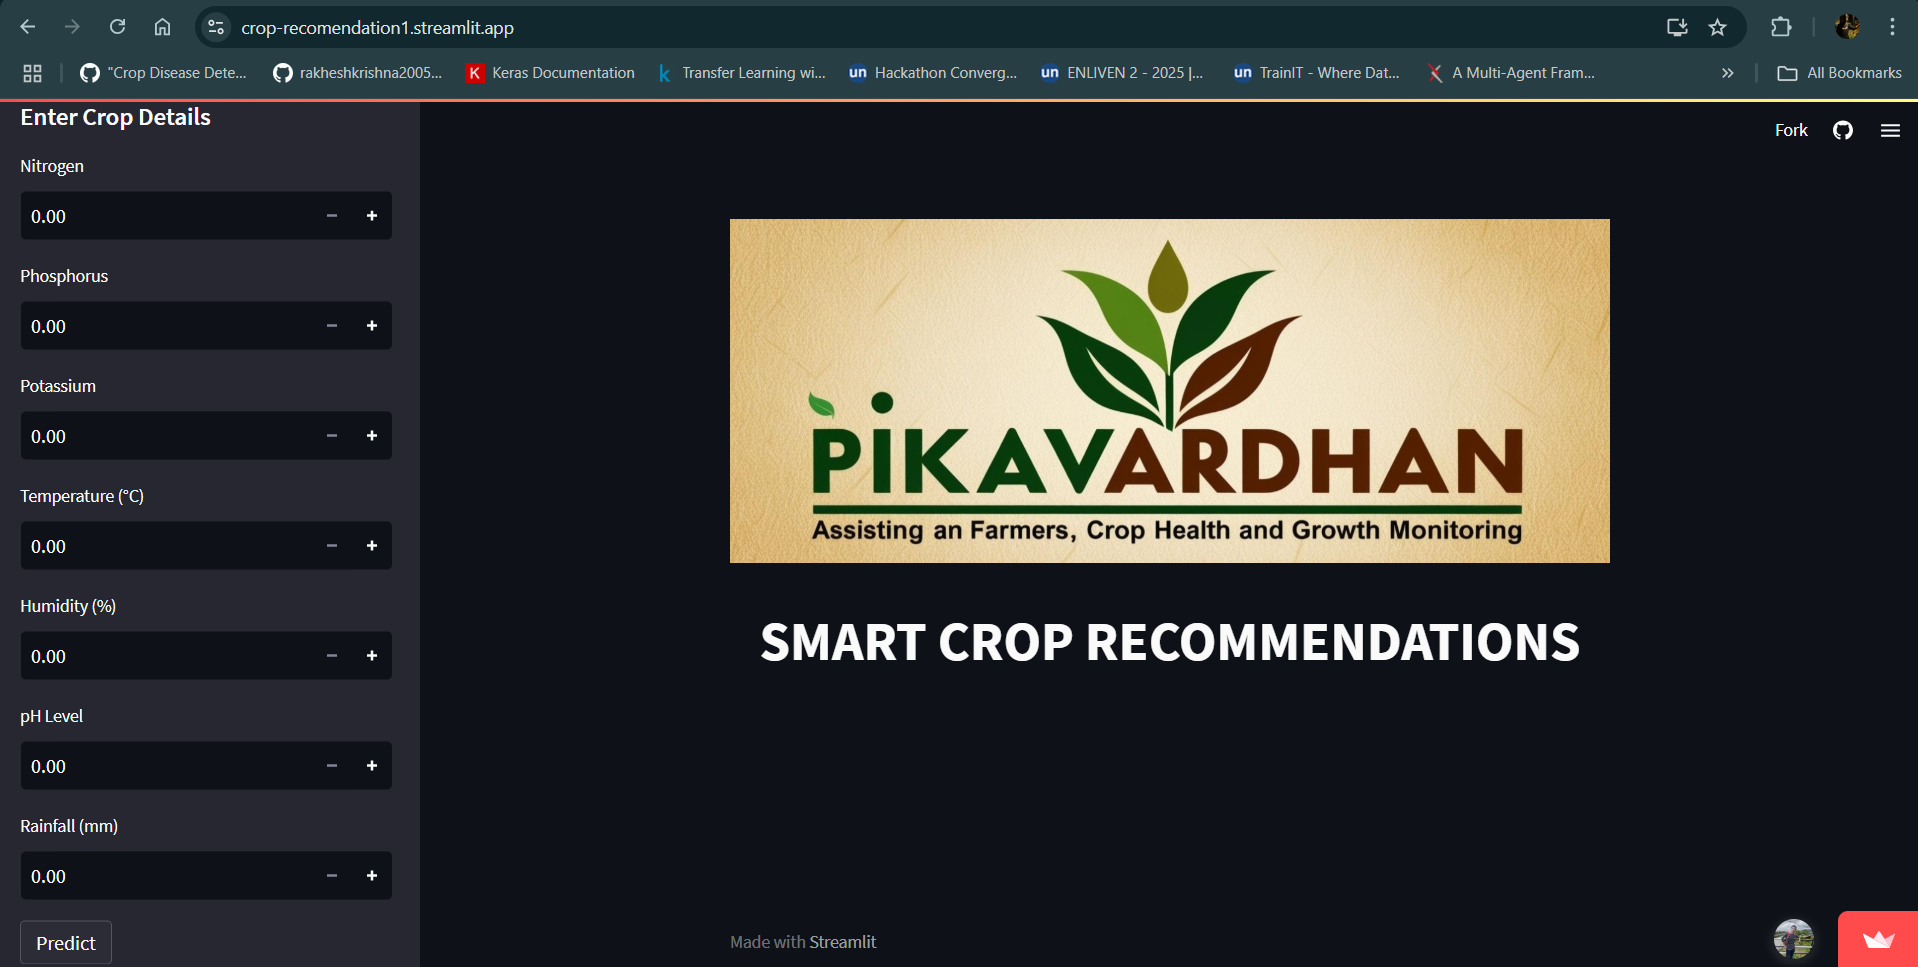 crop-recomendation1.streamlit.app
"Crop Disease Dete...
rakheshkrishna2005...
K
Keras Documentation
k
Transfer Learning wi...
un
Hackathon Converg...
un
ENLIVEN 2 - 2025 |...
un
TrainIT - Where Dat...
A Multi-Agent Fram...
»
All Bookmarks
Enter Crop Details
Nitrogen
0.00
Phosphorus
0.00
Potassium
0.00
Temperature (°C)
0.00
Humidity (%)
0.00
pH Level
0.00
Rainfall (mm)
0.00
Predict
Fork
PiKAVARDHAN
Assisting an Farmers, Crop Health and Growth Monitoring
SMART CROP RECOMMENDATIONS
Made with Streamlit